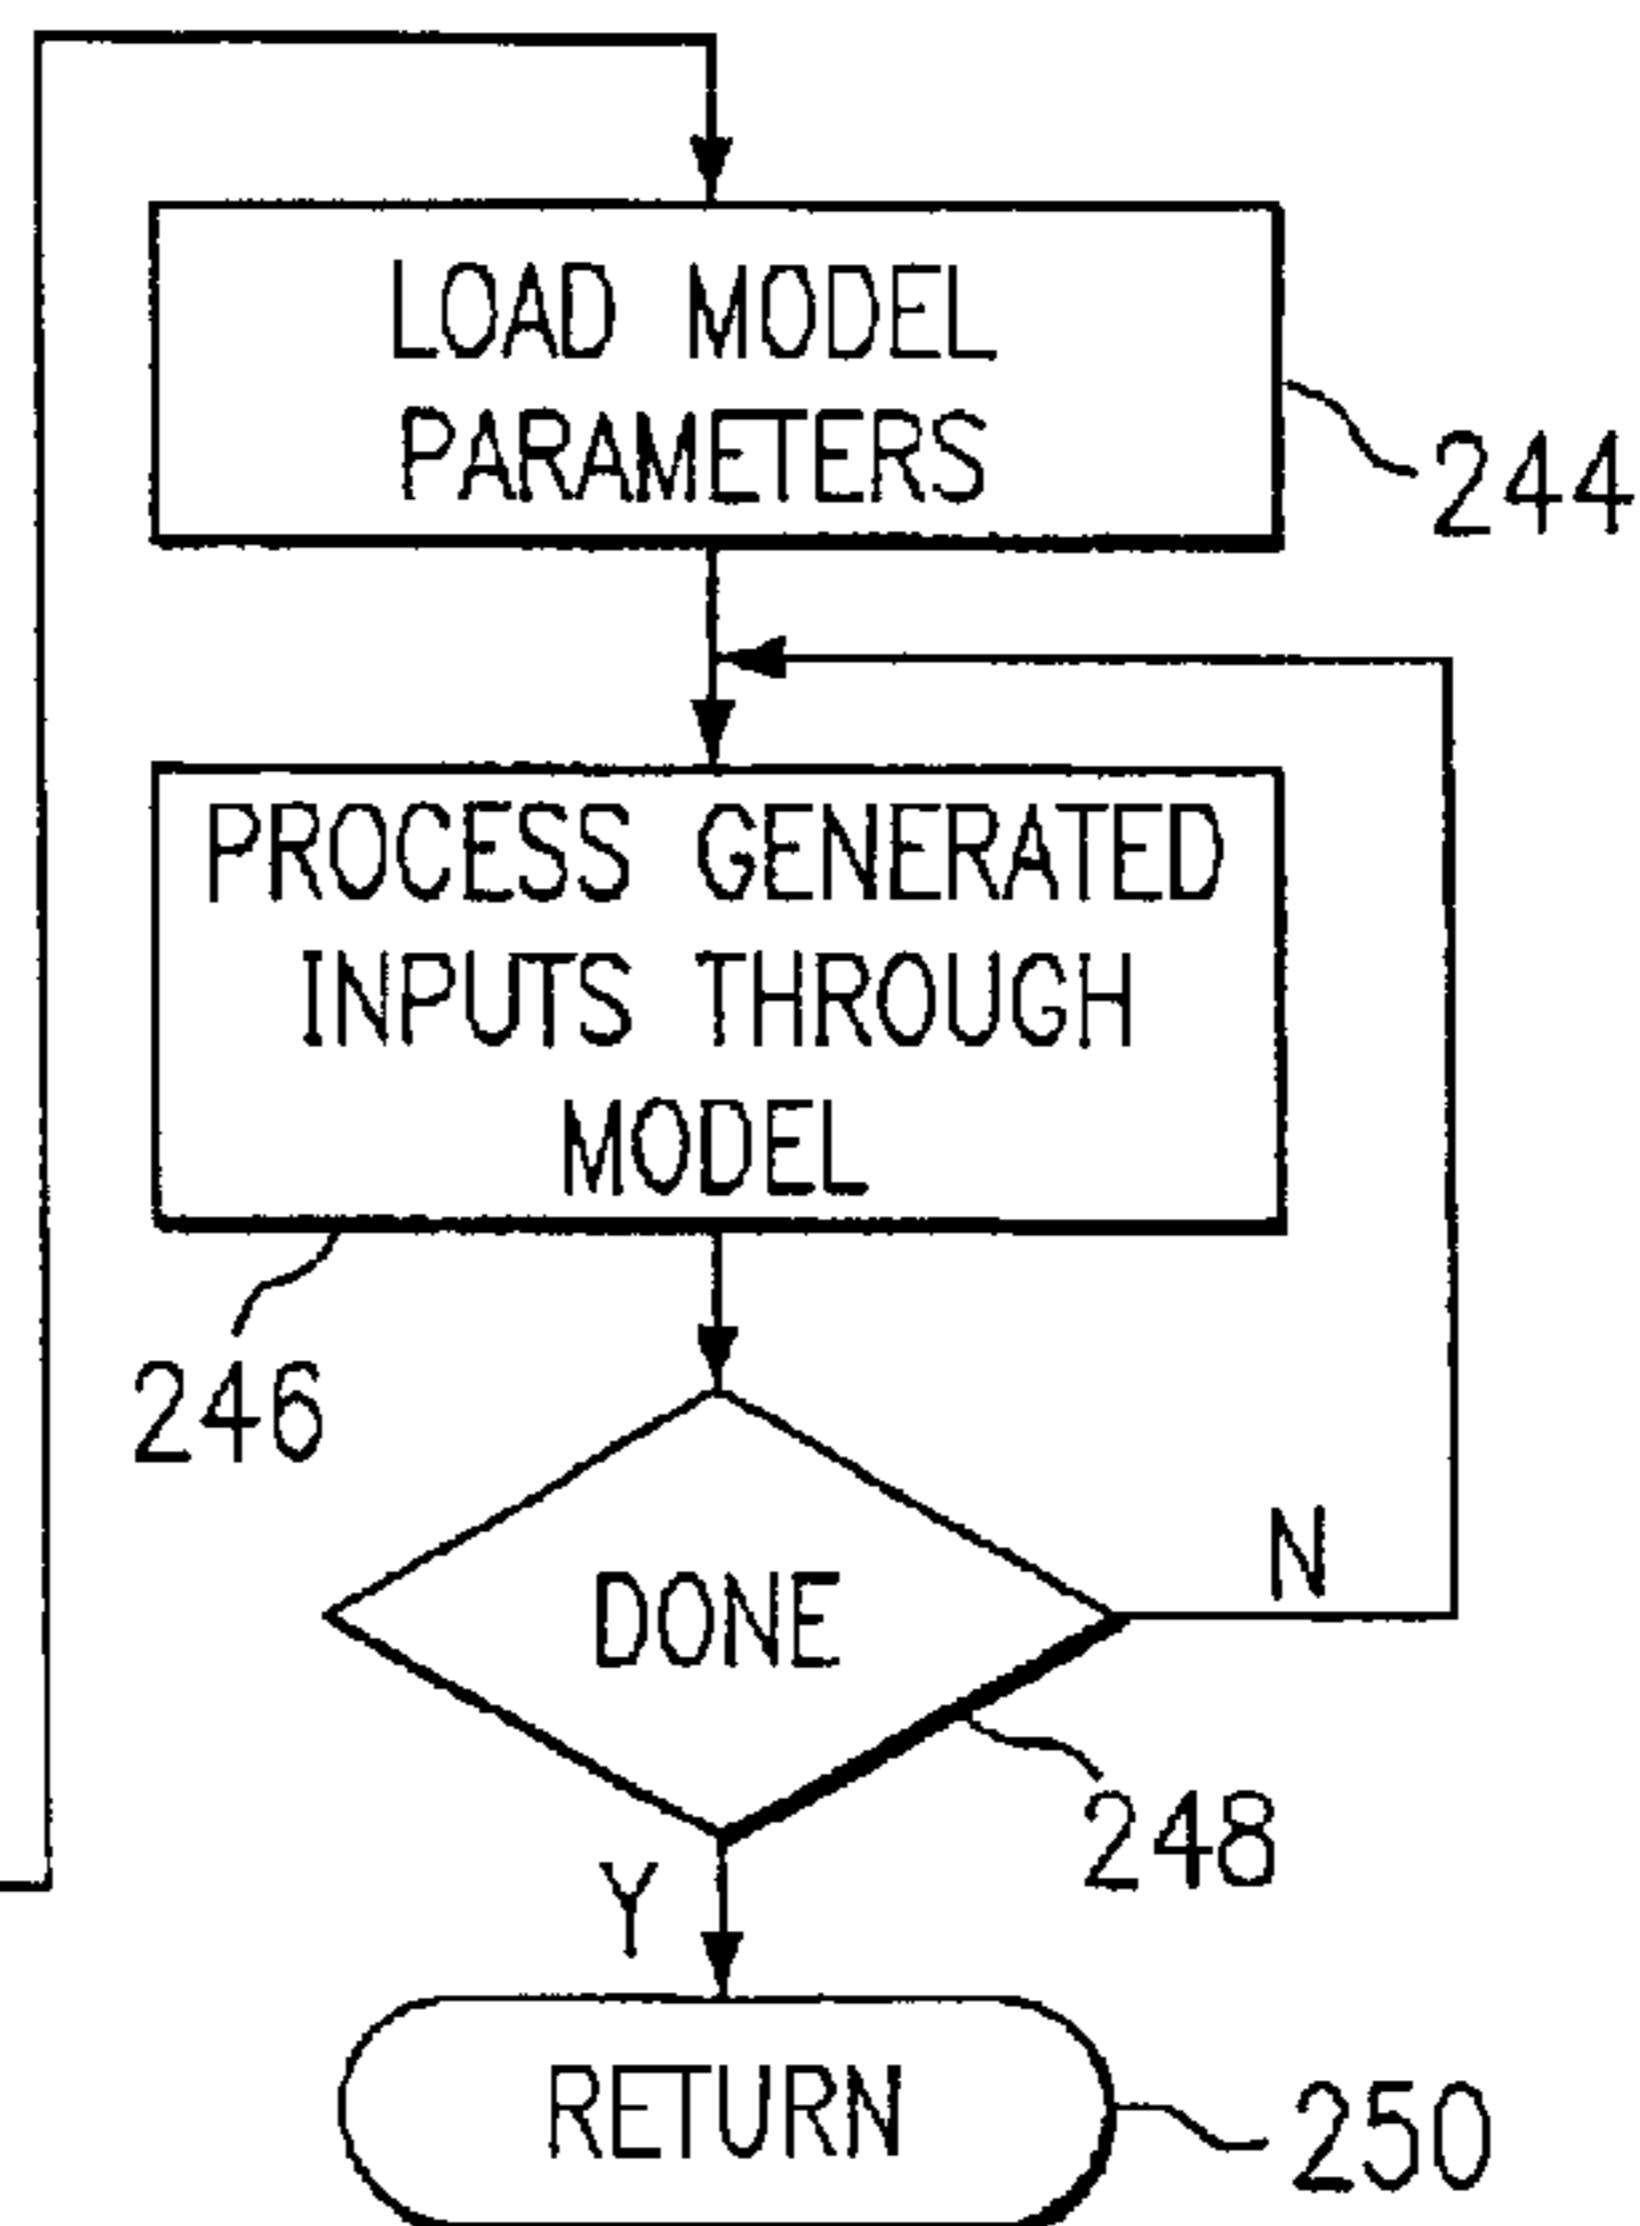 LOAD MODEL
PARAMETERS
244
PROCESS GENERATED
INPUTS THROUGH
MODEL
246
DONE
N
248
Y
RETURN
250